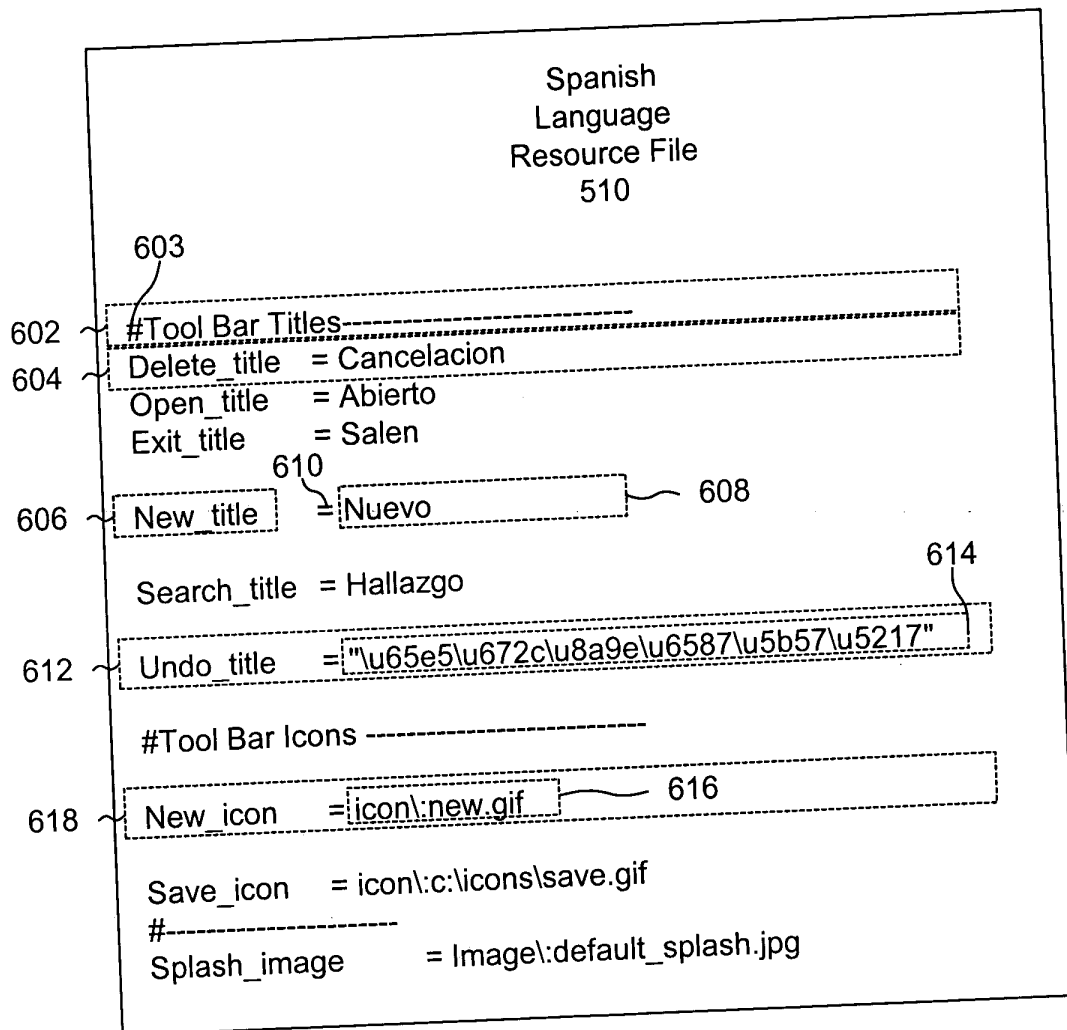 Spanish
Language
Resource File
510
603
602 #Tool Bar Titles-----------------------------
604 Delete_title = Cancelacion
Open_title = Abierto
Exit_title = Salen
610
606 New_title = Nuevo 608
Search_title = Hallazgo
614
612 Undo_title = "\u65e5\u672c\u8a9e\u6587\u5b57\u5217"
#Tool Bar Icons ----------------------------
618 New_icon = icon\:new.gif 616
Save_icon = icon\:c:\icons\save.gif
#-----------------------
Splash_image = Image\:default_splash.jpg